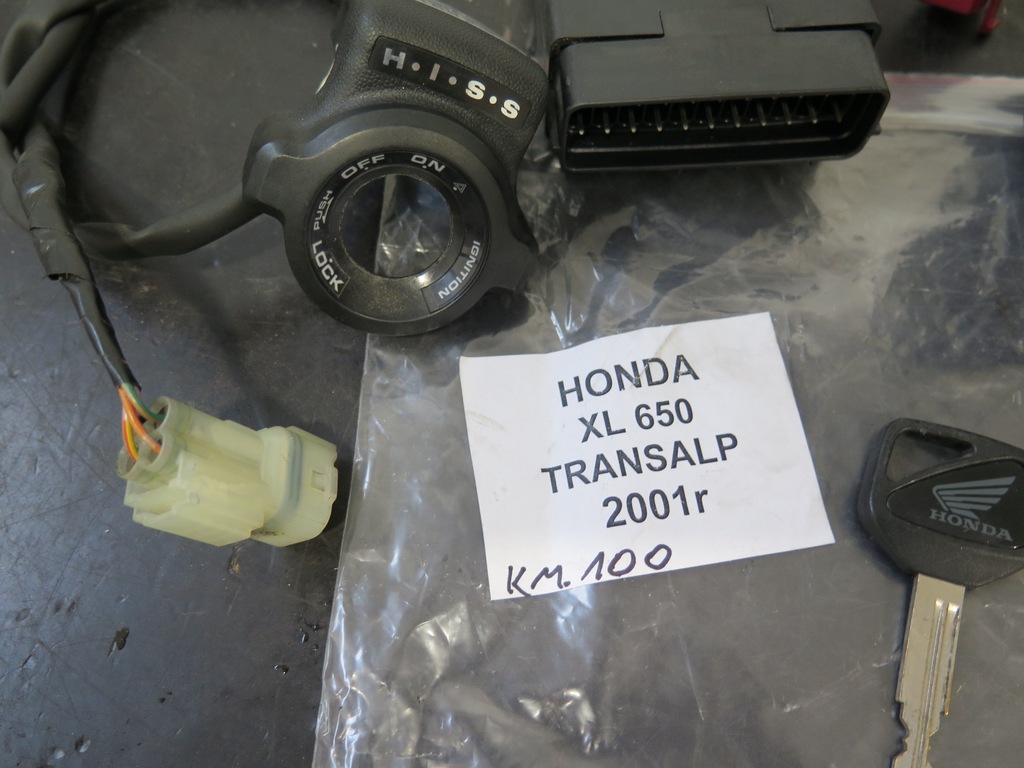 H·I·S·S
OFF ON
PUSH
LOCK
IGNITION
HONDA
XL 650
TRANSALP
2001r
KM.100
HONDA